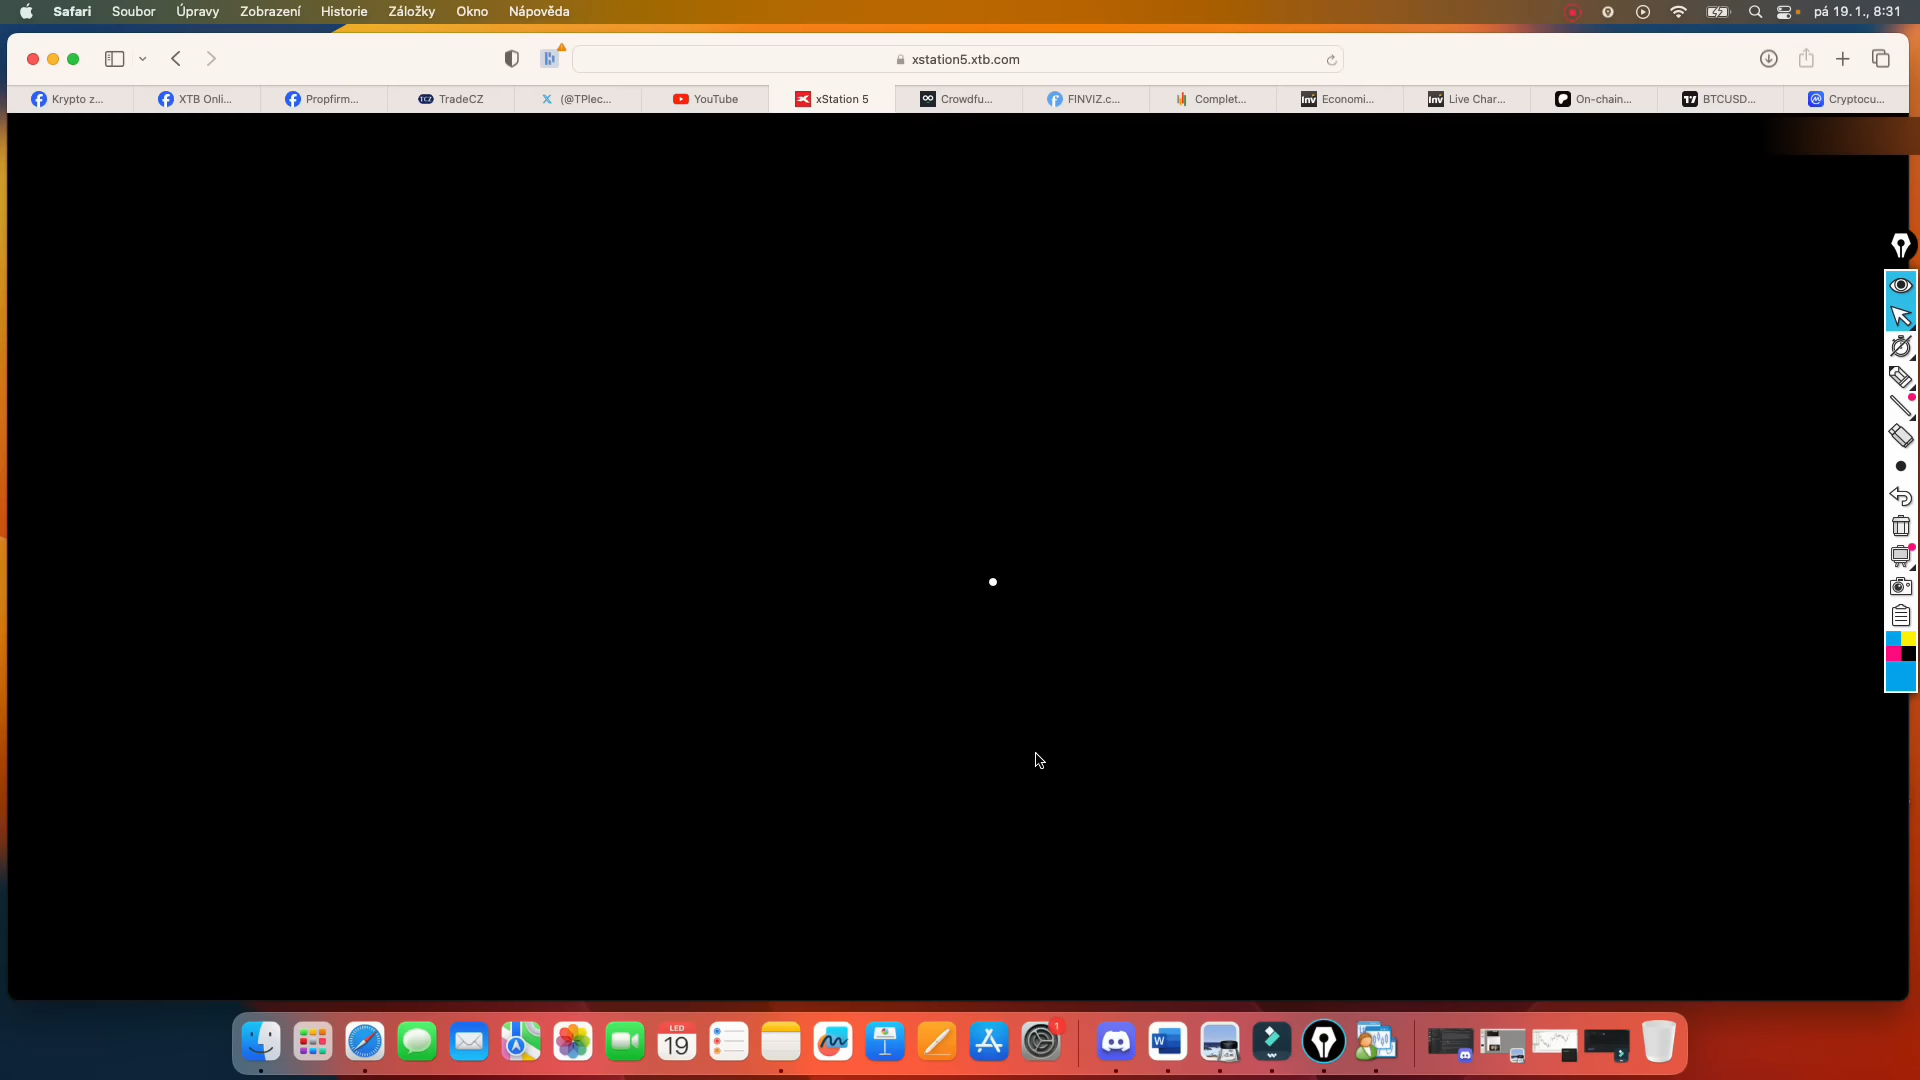 Safari Soubor Úpravy Zobrazení Historie Záložky Okno Nápověda pá 19. 1., 8:31
xstation5.xtb.com
Krypto z... XTB Onli... Propfirm... TradeCZ (@TPlec... YouTube xStation 5 Crowdfu... FINVIZ.c... Complet... Economi... Live Char... On-chain... BTCUSD... Cryptocu...
LED
19
1